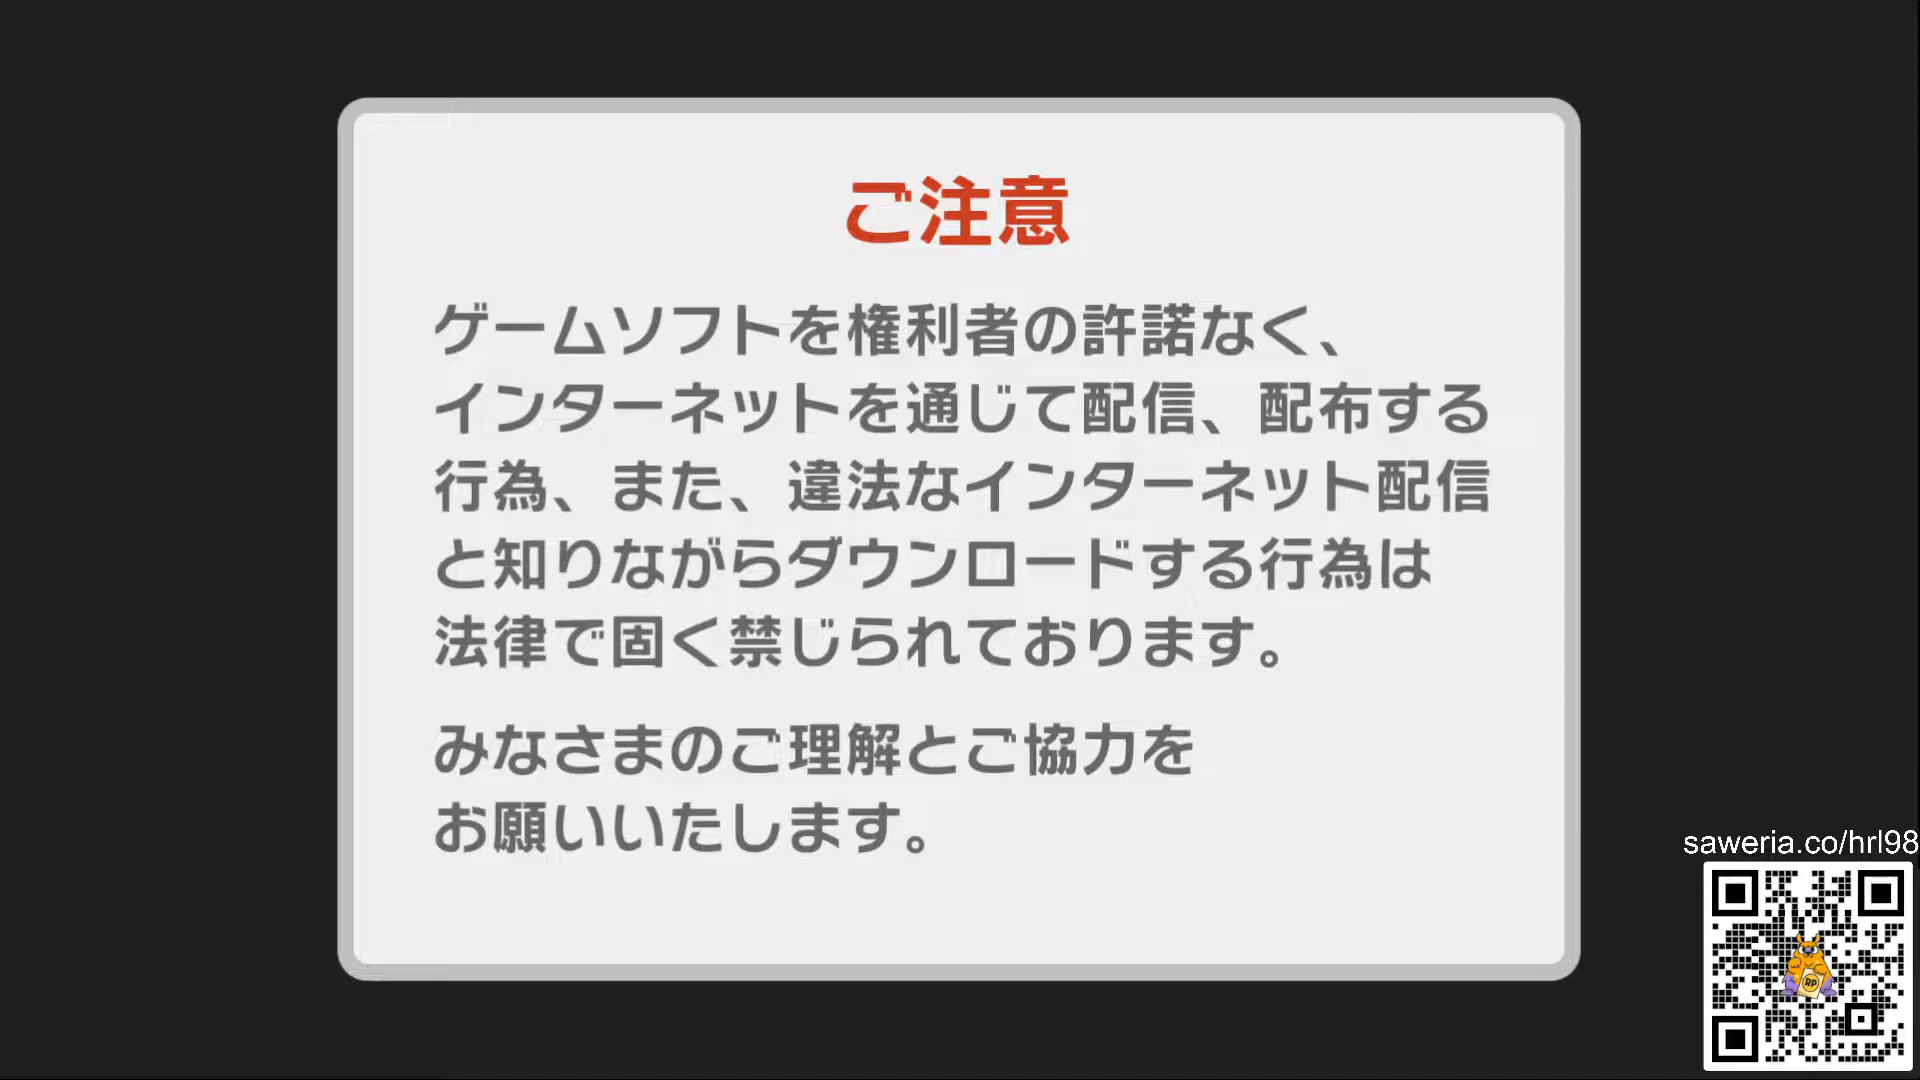 ご注意
ゲームソフトを権利者の許諾なく、
インターネットを通じて配信、配布する
行為、また、違法なインターネット配信
と知りながらダウンロードする行為は
法律で固く禁じられております。
みなさまのご理解とご協力を
お願いいたします。
saweria.co/hrl98
RP